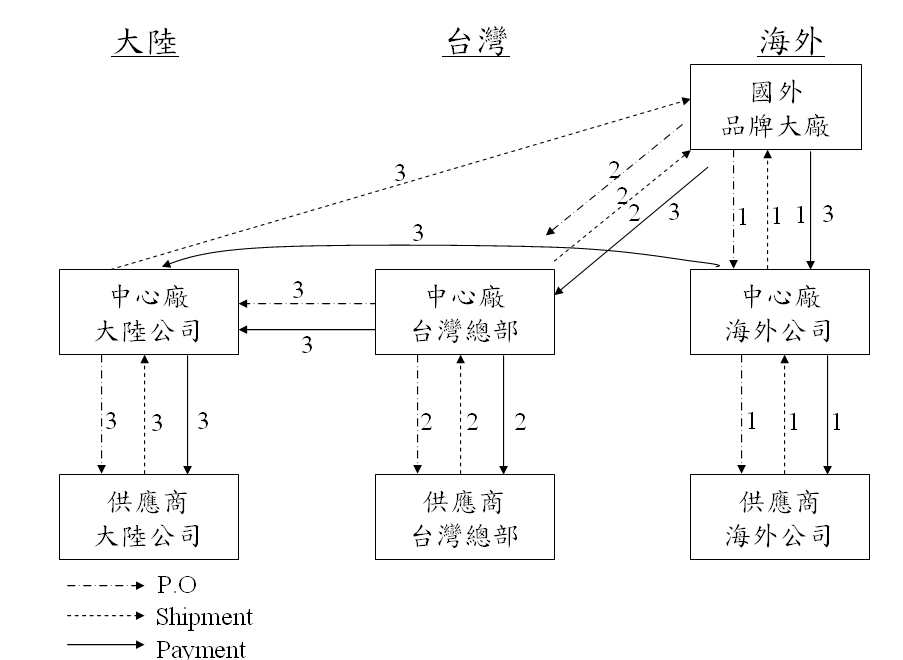 大陸
台灣
海外
國外
品牌大廠
3
2
2
2
3
1
1
1
3
3
中心廠
大陸公司
3
3
中心廠
台灣總部
中心廠
海外公司
3
3
3
2
2
2
1
1
1
供應商
大陸公司
供應商
台灣總部
供應商
海外公司
P.O
Shipment
Payment